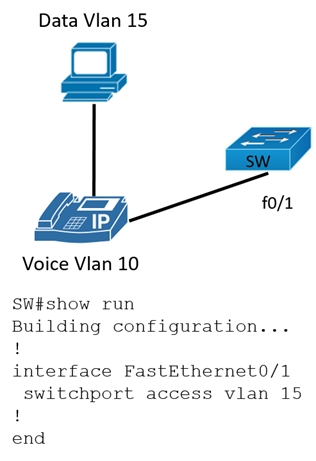 Data Vlan 15
SW
IP
f0/1
Voice Vlan 10
SW#show run
Building configuration...
!
interface FastEthernet0/1
 switchport access vlan 15
!
end